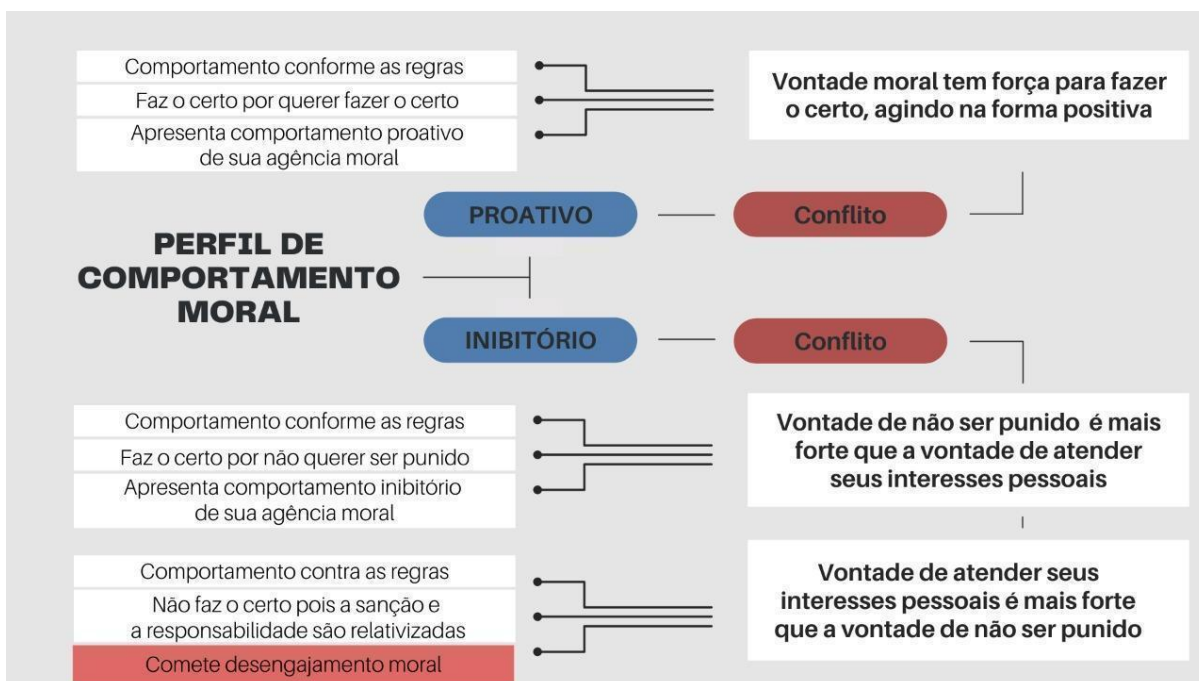 Comportamento conforme as regras
Faz o certo por querer fazer o certo
Apresenta comportamento proativo
de sua agência moral
Vontade moral tem força para fazer
o certo, agindo na forma positiva
PROATIVO
Conflito
PERFIL DE
COMPORTAMENTO
MORAL
INIBITÓRIO
Conflito
Comportamento conforme as regras
Faz o certo por não querer ser punido
Apresenta comportamento inibitório
de sua agência moral
Vontade de não ser punido é mais
forte que a vontade de atender
seus interesses pessoais
Comportamento contra as regras
Não faz o certo pois a sanção e
a responsabilidade são relativizadas
Comete desengajamento moral
Vontade de atender seus
interesses pessoais é mais forte
que a vontade de não ser punido